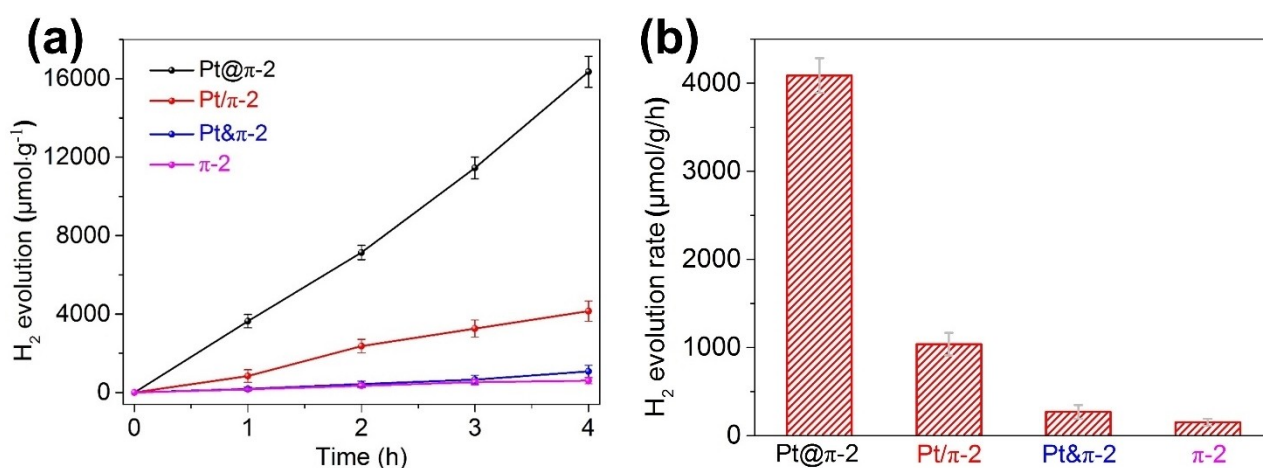 (a)
16000
12000
8000
4000
0
H₂ evolution (μmol·g⁻¹)
Pt@π-2
Pt/π-2
Pt&π-2
π-2
0 1 2 3 4
Time (h)
(b)
4000
3000
2000
1000
0
H₂ evolution rate (μmol/g/h)
Pt@π-2 Pt/π-2 Pt&π-2 π-2